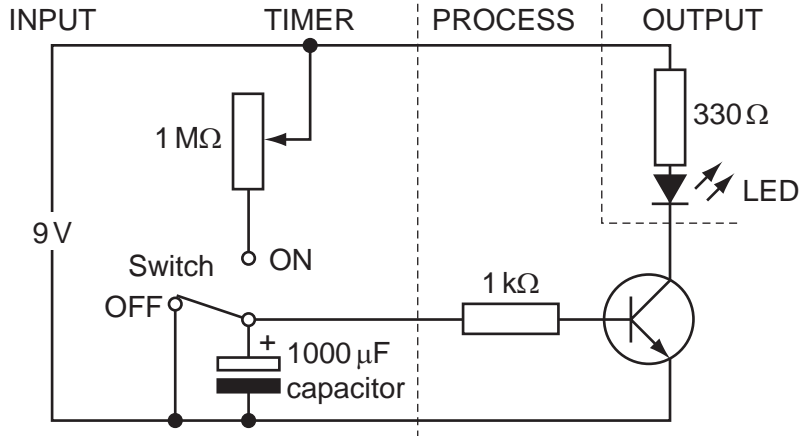 INPUT TIMER PROCESS OUTPUT
330 Ω
1 MΩ
LED
9 V
ON
Switch
1 kΩ
OFF
+
1000 μF
capacitor